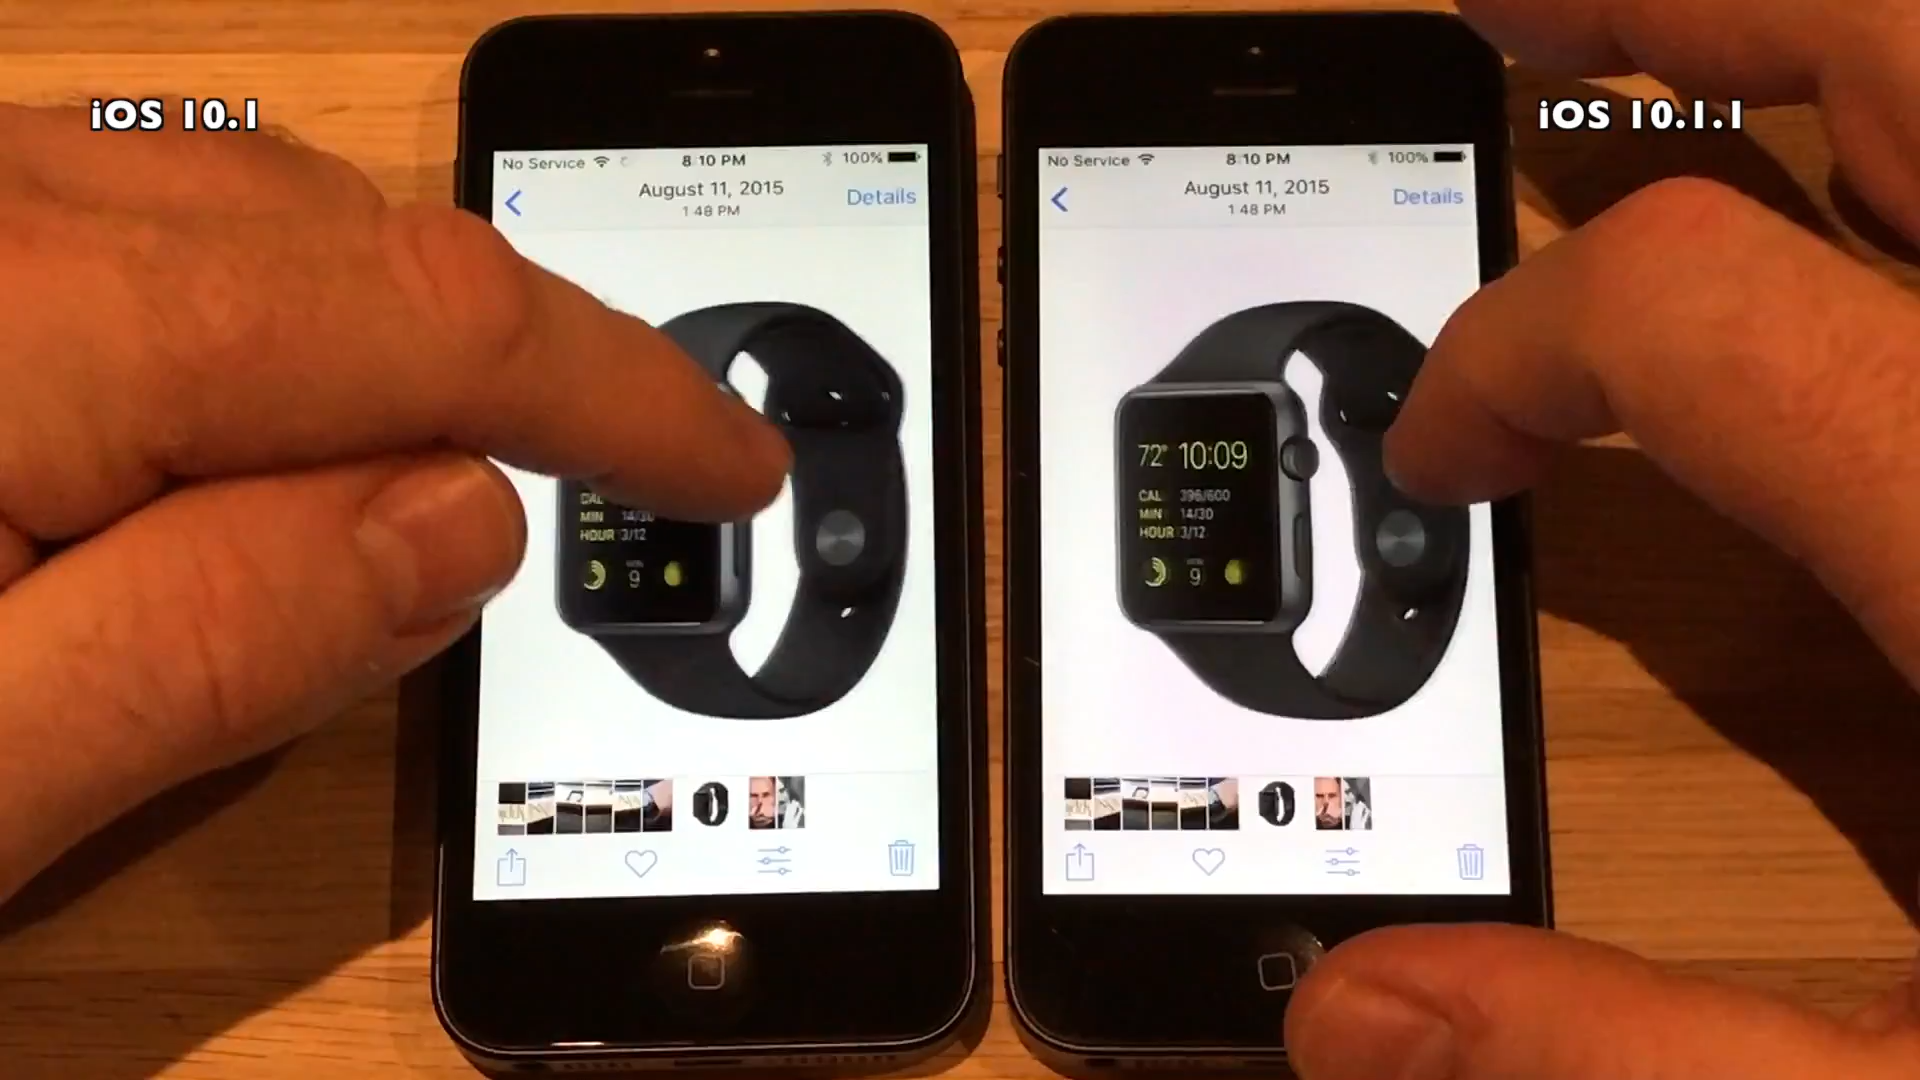 iOS 10.1
iOS 10.1.1
No Service 8:10 PM 100%
August 11, 2015
1:48 PM
Details
CAL
MIN 14/30
HOUR 3/12
9
No Service 8:10 PM 100%
August 11, 2015
1:48 PM
Details
72° 10:09
CAL 396/600
MIN 14/30
HOUR 3/12
9